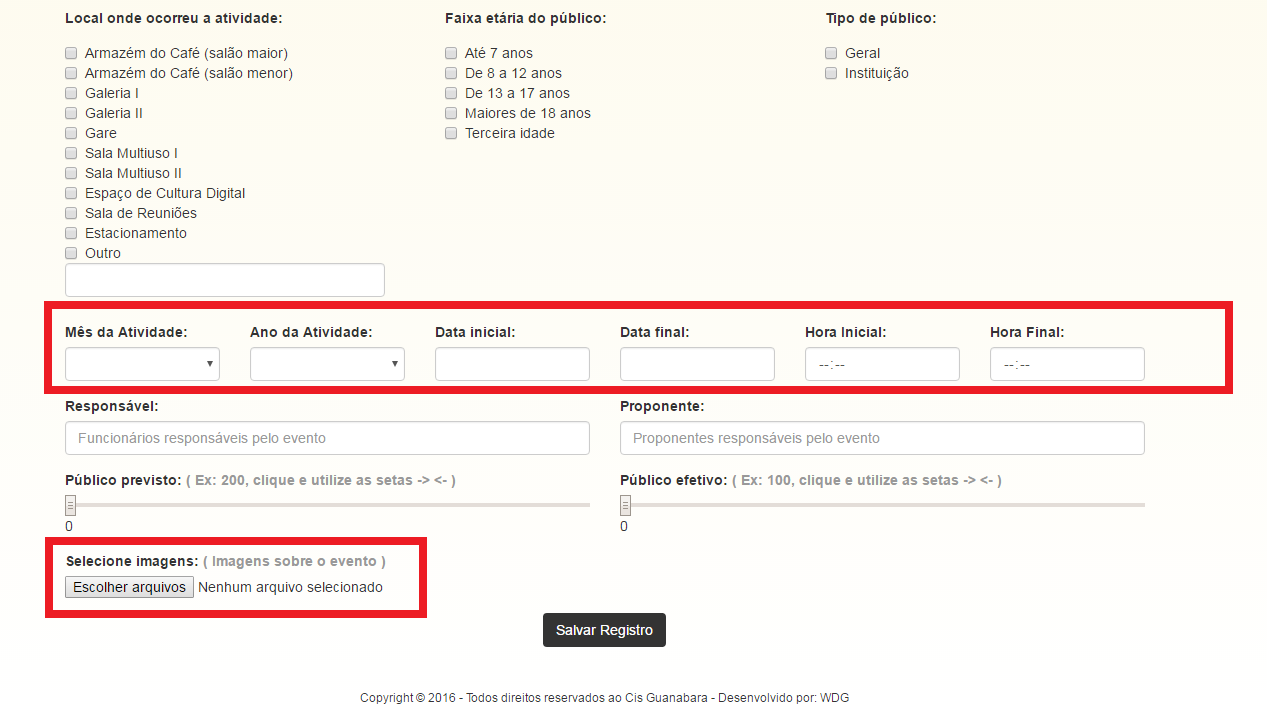 Local onde ocorreu a atividade:
Armazém do Café (salão maior)
Armazém do Café (salão menor)
Galeria I
Galeria II
Gare
Sala Multiuso I
Sala Multiuso II
Espaço de Cultura Digital
Sala de Reuniões
Estacionamento
Outro
Faixa etária do público:
Até 7 anos
De 8 a 12 anos
De 13 a 17 anos
Maiores de 18 anos
Terceira idade
Tipo de público:
Geral
Instituição
Mês da Atividade:
Ano da Atividade:
Data inicial:
Data final:
Hora Inicial:
--:--
Hora Final:
--:--
Responsável:
Funcionários responsáveis pelo evento
Proponente:
Proponentes responsáveis pelo evento
Público previsto: ( Ex: 200, clique e utilize as setas -> <- )
0
Público efetivo: ( Ex: 100, clique e utilize as setas -> <- )
0
Selecione imagens: ( Imagens sobre o evento )
Escolher arquivos Nenhum arquivo selecionado
Salvar Registro
Copyright © 2016 - Todos direitos reservados ao Cis Guanabara - Desenvolvido por: WDG